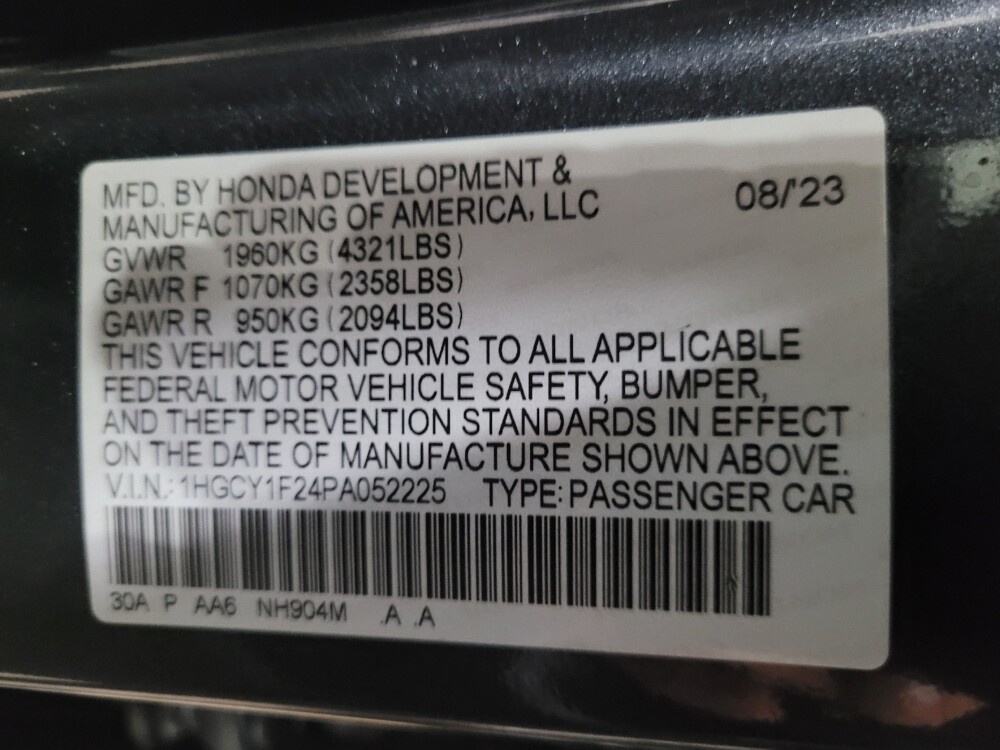 MFD. BY HONDA DEVELOPMENT &
MANUFACTURING OF AMERICA, LLC 08/'23
GVWR 1960KG (4321LBS)
GAWR F 1070KG (2358LBS)
GAWR R 950KG (2094LBS)
THIS VEHICLE CONFORMS TO ALL APPLICABLE
FEDERAL MOTOR VEHICLE SAFETY, BUMPER,
AND THEFT PREVENTION STANDARDS IN EFFECT
ON THE DATE OF MANUFACTURE SHOWN ABOVE.
V.I.N.: 1HGCY1F24PA052225 TYPE: PASSENGER CAR
30A P AA6 NH904M .A .A